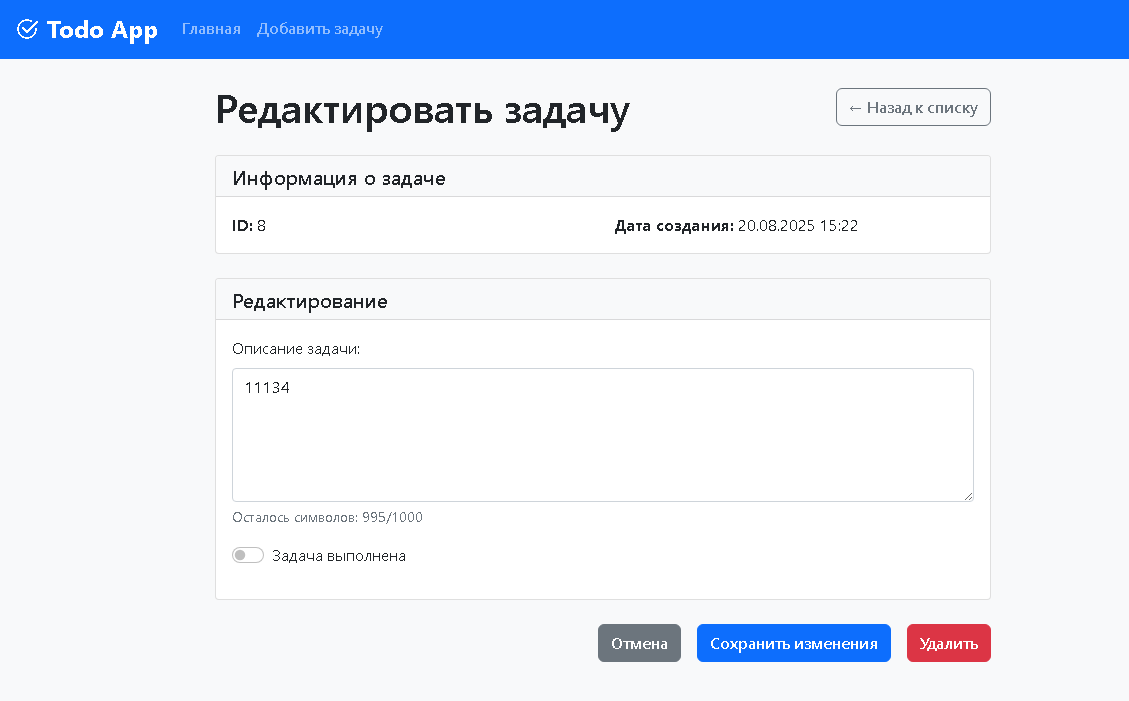 Todo App Главная Добавить задачу
Редактировать задачу
← Назад к списку
Информация о задаче
ID: 8
Дата создания: 20.08.2025 15:22
Редактирование
Описание задачи:
11134
Осталось символов: 995/1000
Задача выполнена
Отмена
Сохранить изменения
Удалить